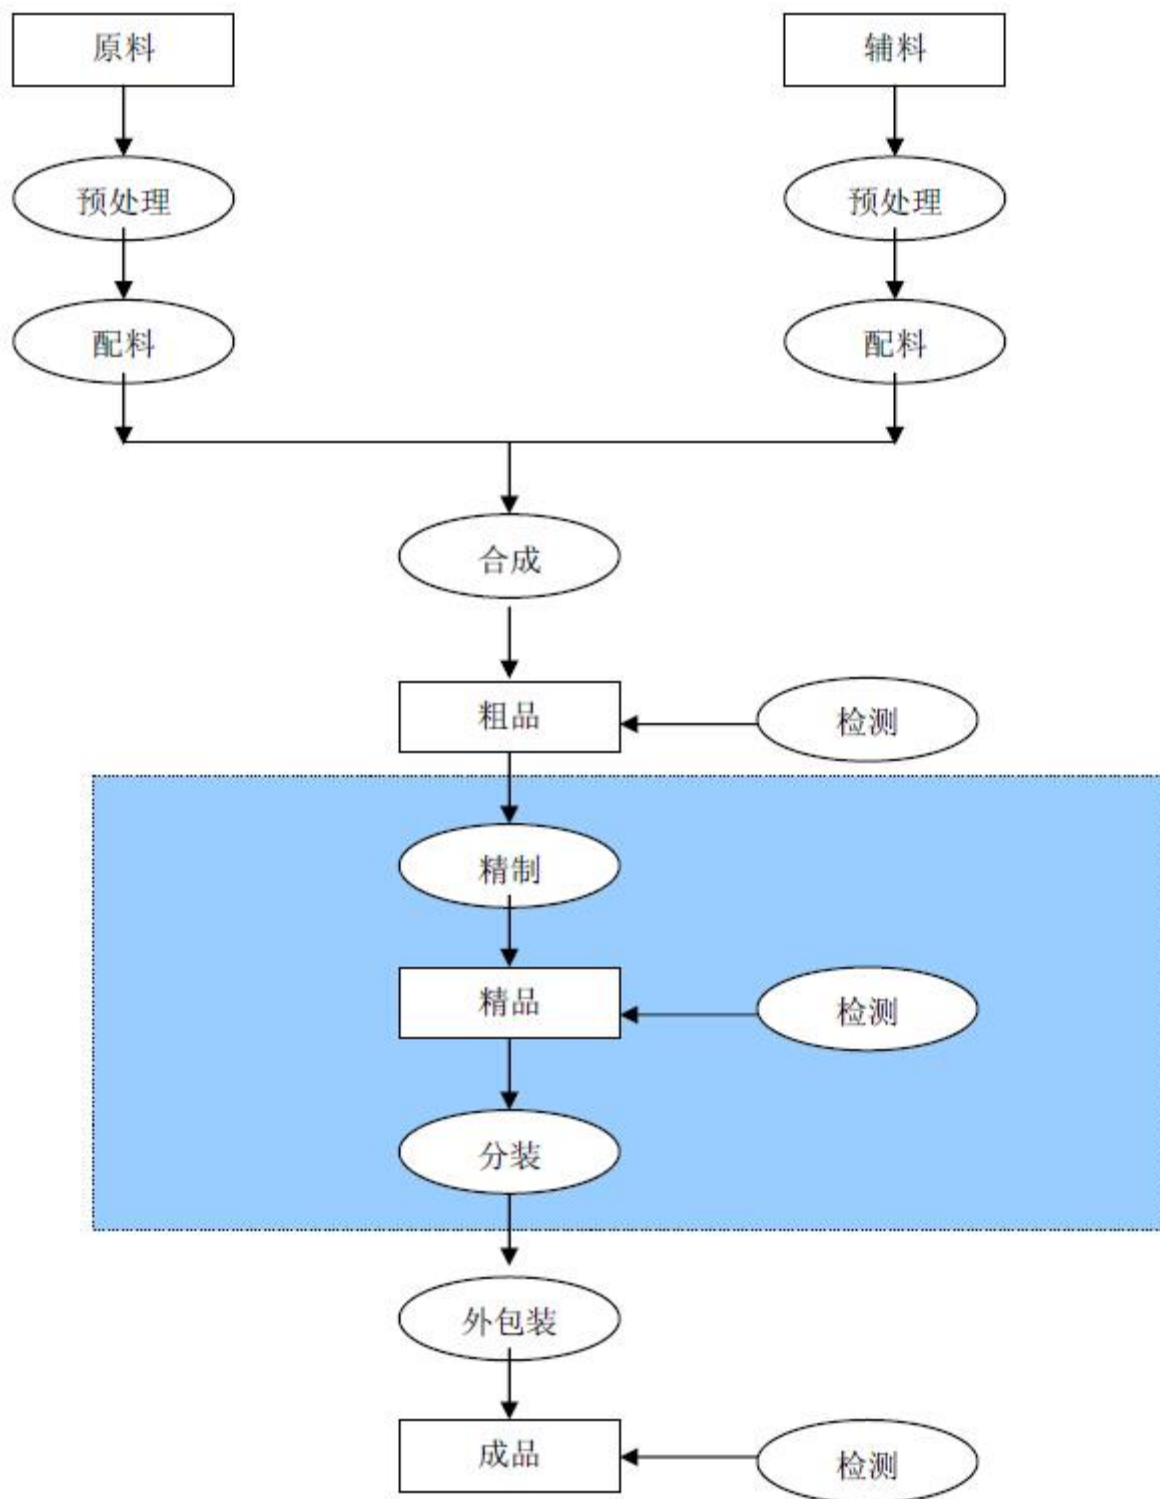 原料
辅料
预处理
预处理
配料
配料
合成
粗品
检测
精制
精品
检测
分装
外包装
成品
检测